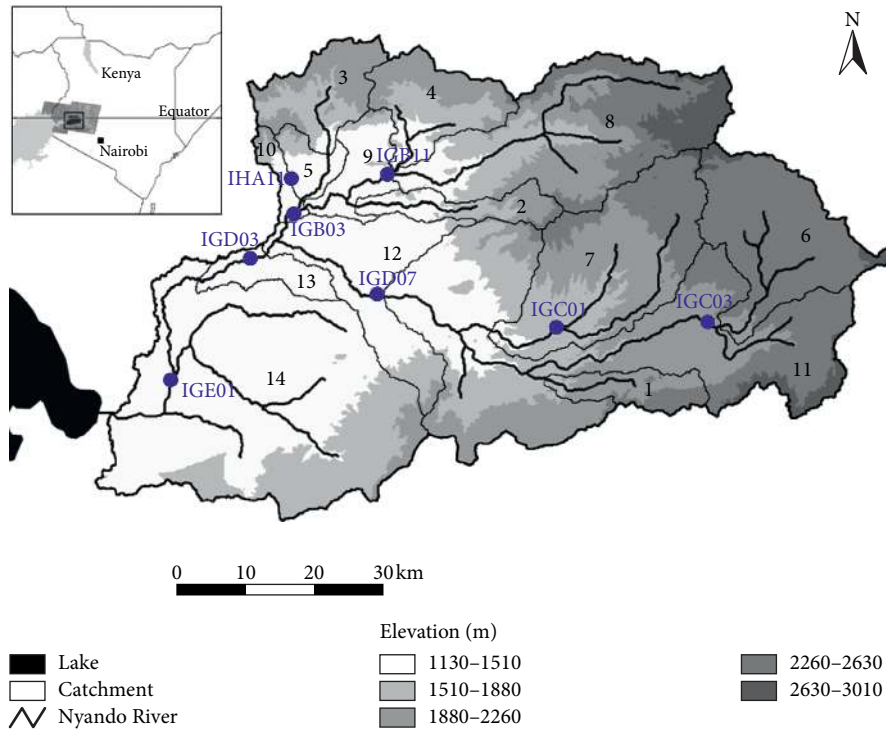 N
Kenya
Equator
Nairobi
3
4
8
10
5
9
IGB11
IHA11
2
IGB03
6
IGD03
12
7
13
IGD07
IGC01
IGC03
14
IGE01
1
11
0 10 20 30 km
Elevation (m)
Lake
Catchment
Nyando River
1130–1510
1510–1880
1880–2260
2260–2630
2630–3010